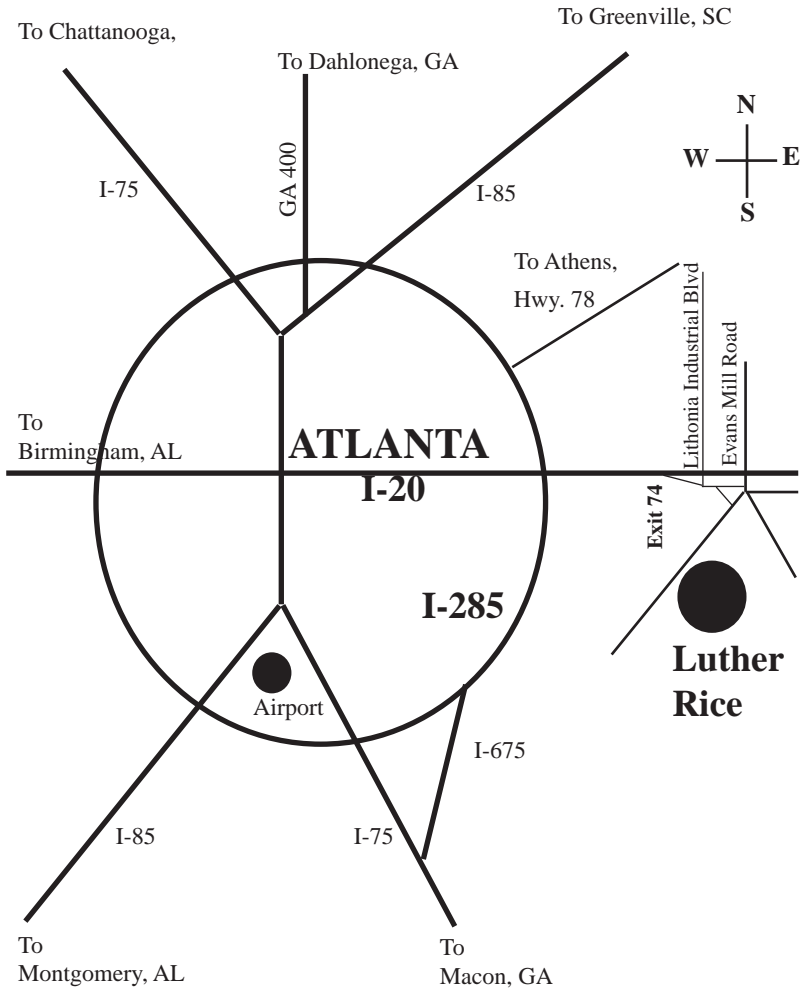 To Greenville, SC
To Chattanooga,
To Dahlonega, GA
N
W E
S
GA 400
I-75
I-85
To Athens,
Hwy. 78
Lithonia Industrial Blvd
Evans Mill Road
To
Birmingham, AL
ATLANTA
I-20
Exit 74
I-285
Luther
Rice
Airport
I-675
I-85
I-75
To
Montgomery, AL
To
Macon, GA